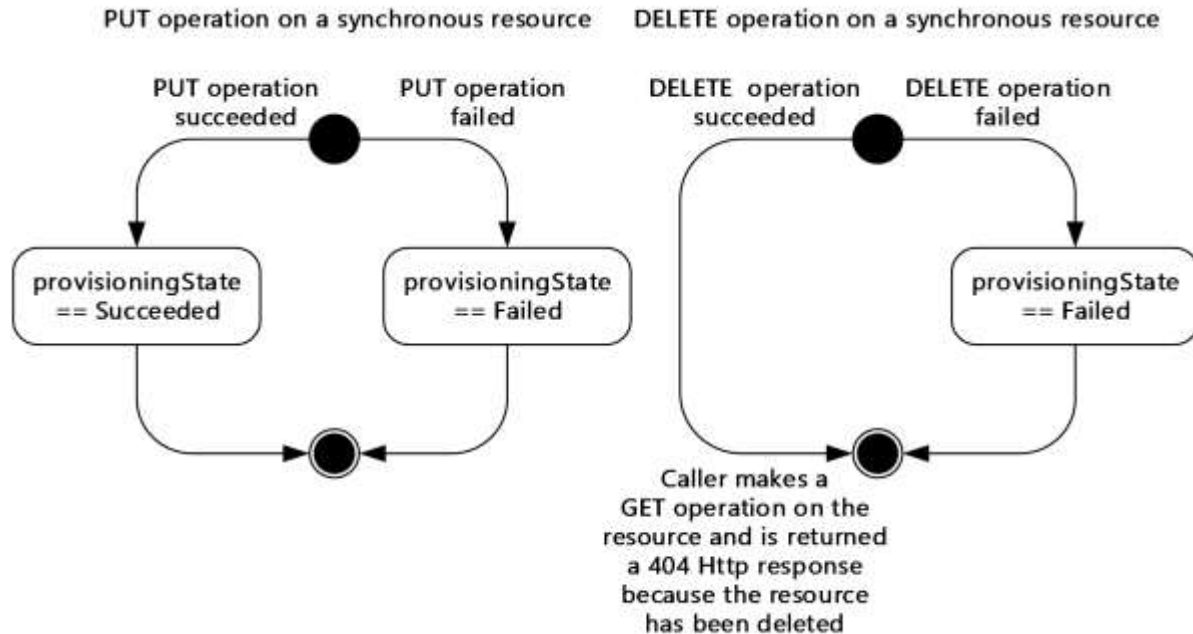 PUT operation on a synchronous resource
PUT operation
succeeded
PUT operation
failed
provisioningState
== Succeeded
provisioningState
== Failed
DELETE operation on a synchronous resource
DELETE operation
succeeded
DELETE operation
failed
provisioningState
== Failed
Caller makes a
GET operation on the
resource and is returned
a 404 Http response
because the resource
has been deleted